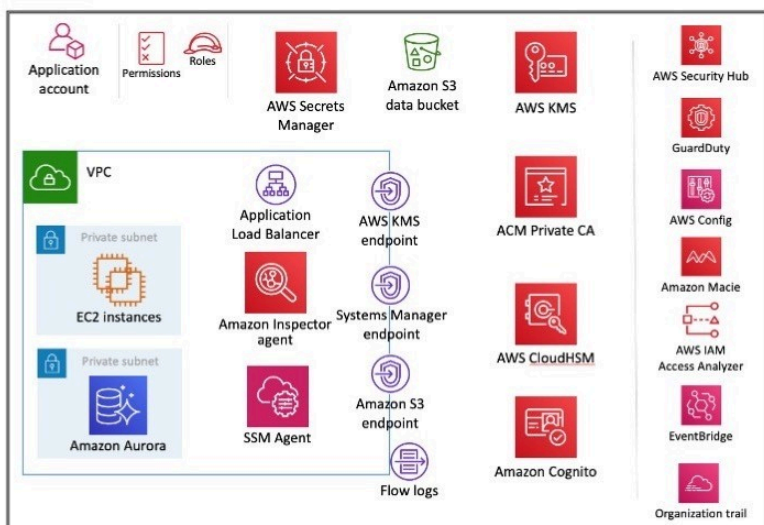 Application
account
Permissions
Roles
AWS Secrets
Manager
Amazon S3
data bucket
AWS KMS
AWS Security Hub
GuardDuty
AWS Config
Amazon Macie
AWS IAM
Access Analyzer
EventBridge
Organization trail
VPC
Application
Load Balancer
AWS KMS
endpoint
ACM Private CA
Private subnet
EC2 instances
Amazon Inspector
agent
Systems Manager
endpoint
AWS CloudHSM
Private subnet
Amazon Aurora
SSM Agent
Amazon S3
endpoint
Flow logs
Amazon Cognito